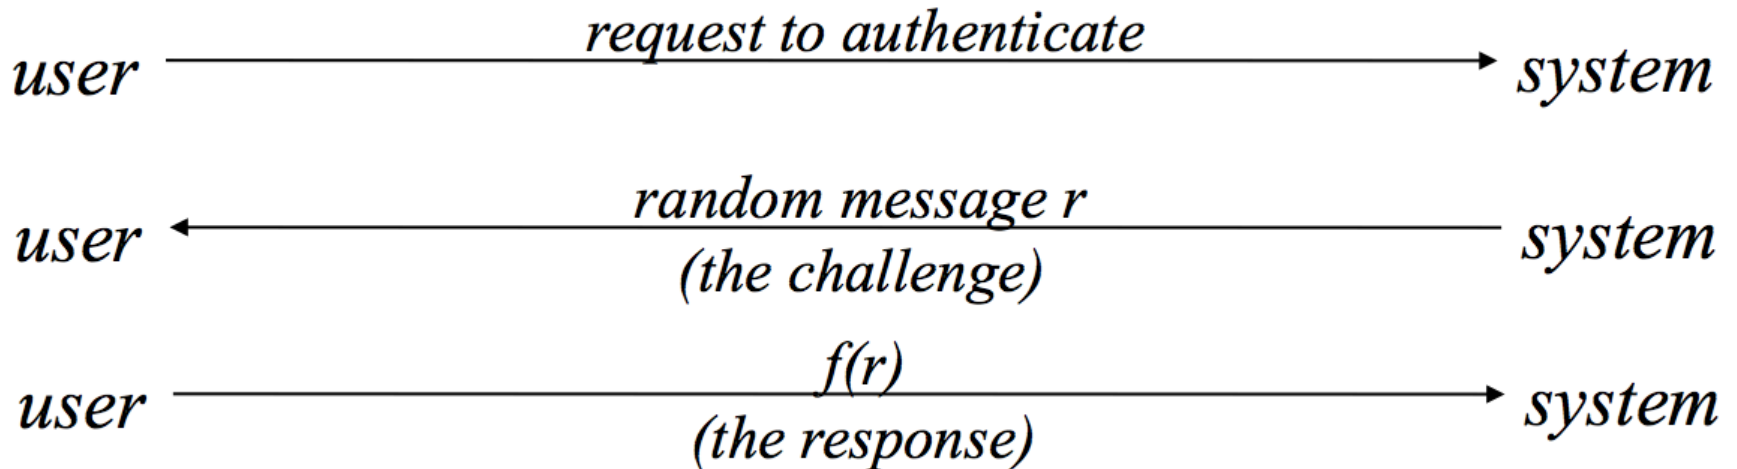 request to authenticate
user system
random message r
user system
(the challenge)
f(r)
user system
(the response)